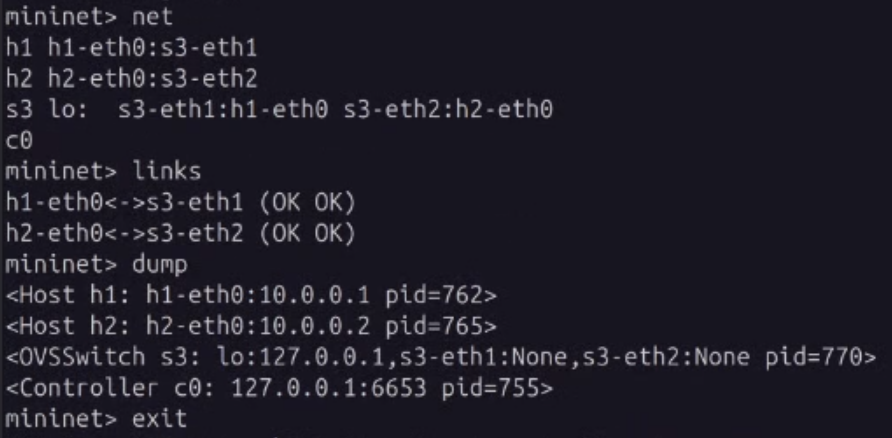 mininet> net
h1 h1-eth0:s3-eth1
h2 h2-eth0:s3-eth2
s3 lo:  s3-eth1:h1-eth0 s3-eth2:h2-eth0
c0
mininet> links
h1-eth0<->s3-eth1 (OK OK)
h2-eth0<->s3-eth2 (OK OK)
mininet> dump
<Host h1: h1-eth0:10.0.0.1 pid=762>
<Host h2: h2-eth0:10.0.0.2 pid=765>
<OVSSwitch s3: lo:127.0.0.1,s3-eth1:None,s3-eth2:None pid=770>
<Controller c0: 127.0.0.1:6653 pid=755>
mininet> exit